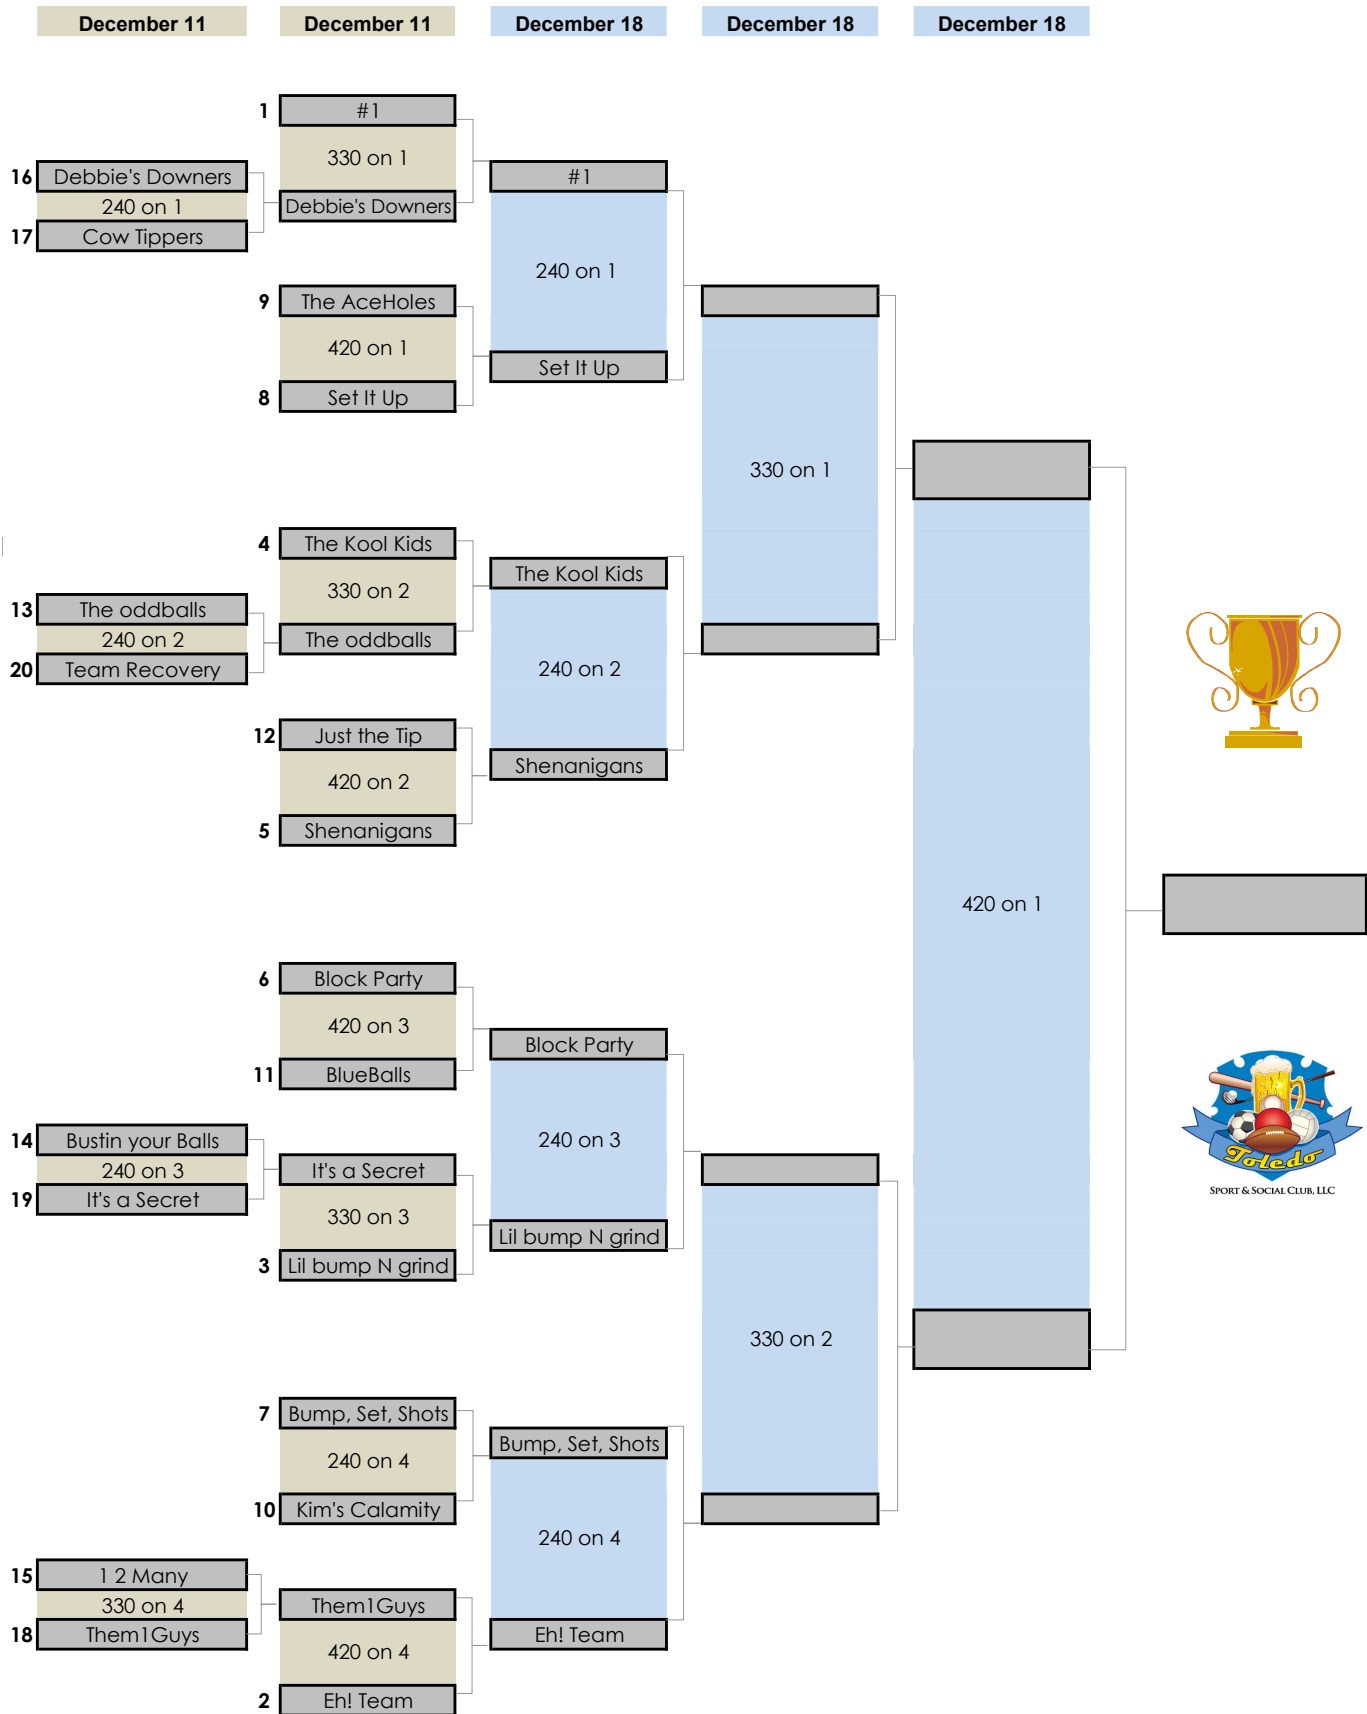 December 11 December 11 December 18 December 18 December 18
1 #1
330 on 1
16 Debbie's Downers
#1
240 on 1
Debbie's Downers
17 Cow Tippers
240 on 1
9 The AceHoles
420 on 1
Set It Up
8 Set It Up
330 on 1
4 The Kool Kids
The Kool Kids
330 on 2
13 The oddballs
240 on 2
The oddballs
20 Team Recovery
240 on 2
12 Just the Tip
Shenanigans
420 on 2
5 Shenanigans
420 on 1
6 Block Party
420 on 3
Block Party
11 BlueBalls
14 Bustin your Balls
240 on 3
240 on 3
It's a Secret
19 It's a Secret
330 on 3
Lil bump N grind
3 Lil bump N grind
Toledo
SPORT & SOCIAL CLUB, LLC
330 on 2
7 Bump, Set, Shots
Bump, Set, Shots
240 on 4
10 Kim's Calamity
240 on 4
15 1 2 Many
330 on 4
Them1Guys
18 Them1Guys
Eh! Team
420 on 4
2 Eh! Team